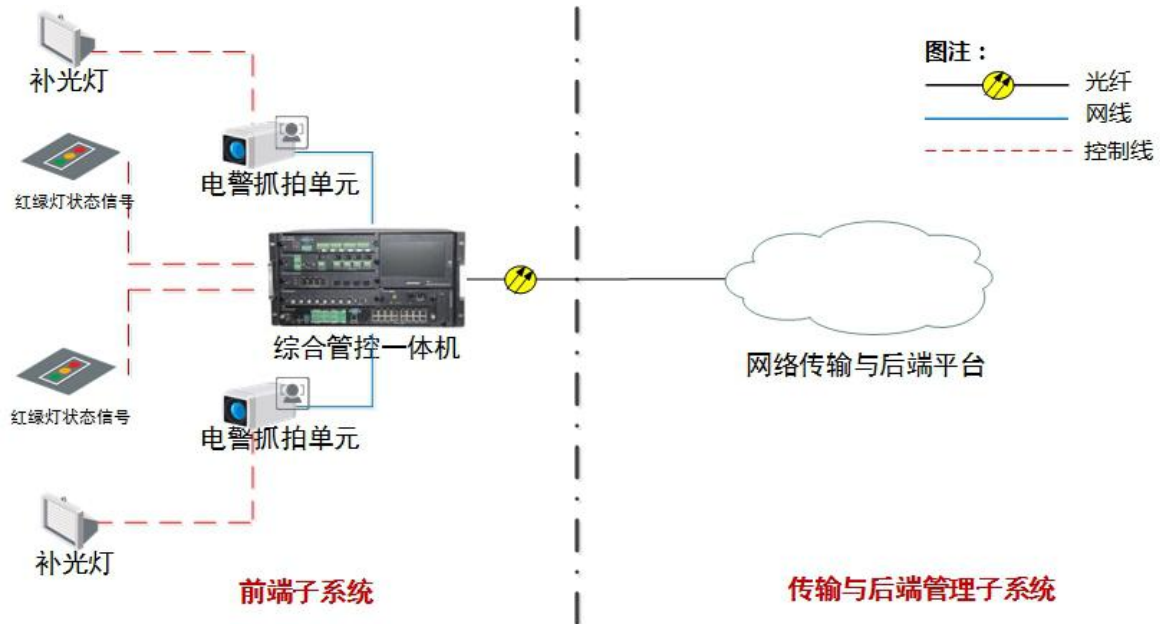 补光灯
红绿灯状态信号
电警抓拍单元
综合管控一体机
红绿灯状态信号
电警抓拍单元
补光灯
前端子系统
图注：
光纤
网线
控制线
网络传输与后端平台
传输与后端管理子系统